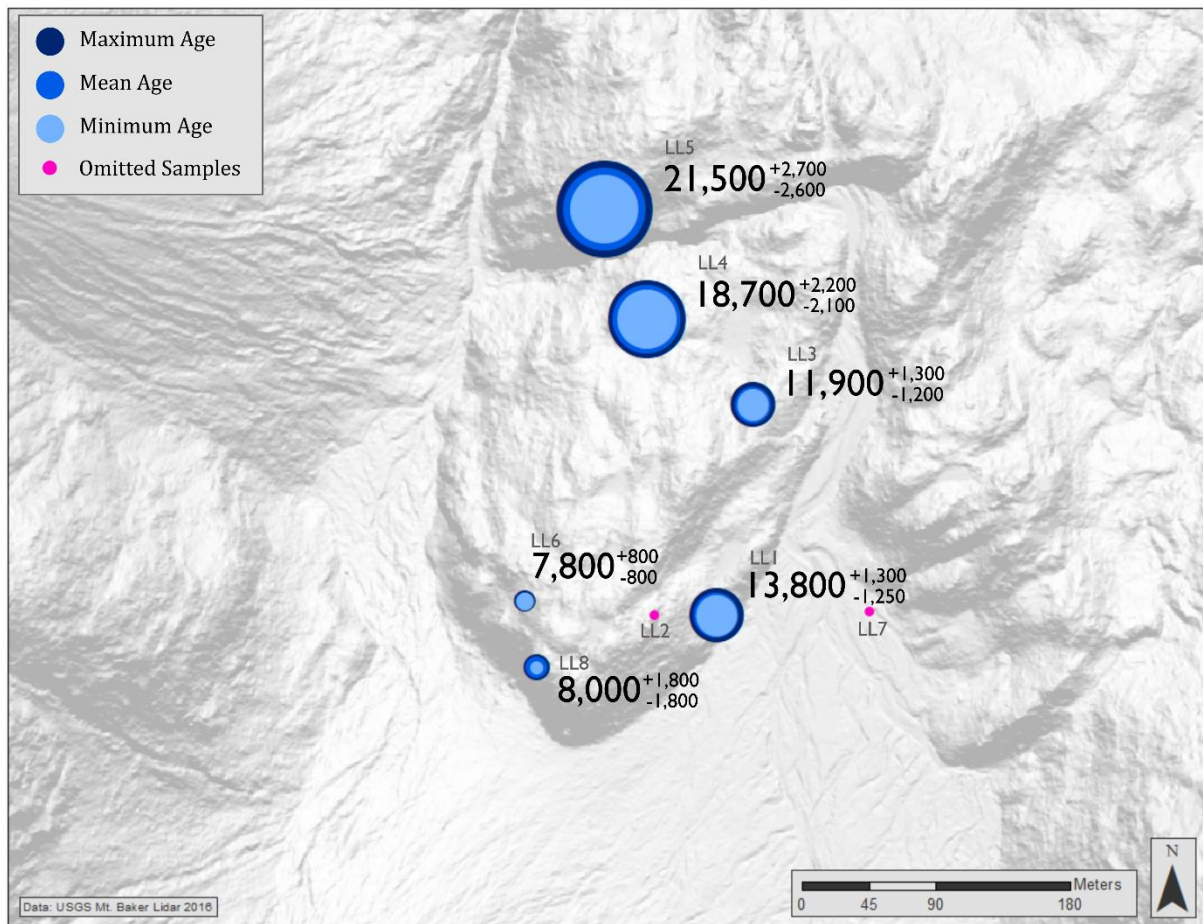 Maximum Age
Mean Age
Minimum Age
Omitted Samples
LL5
21,500 +2,700
-2,600
LL4
18,700 +2,200
-2,100
LL3
11,900 +1,300
-1,200
LL6
7,800 +800
-800
LL1
13,800 +1,300
-1,250
LL2
LL7
LL8
8,000 +1,800
-1,800
N
Meters
0 45 90 180
Data: USGS Mt. Baker Lidar 2016